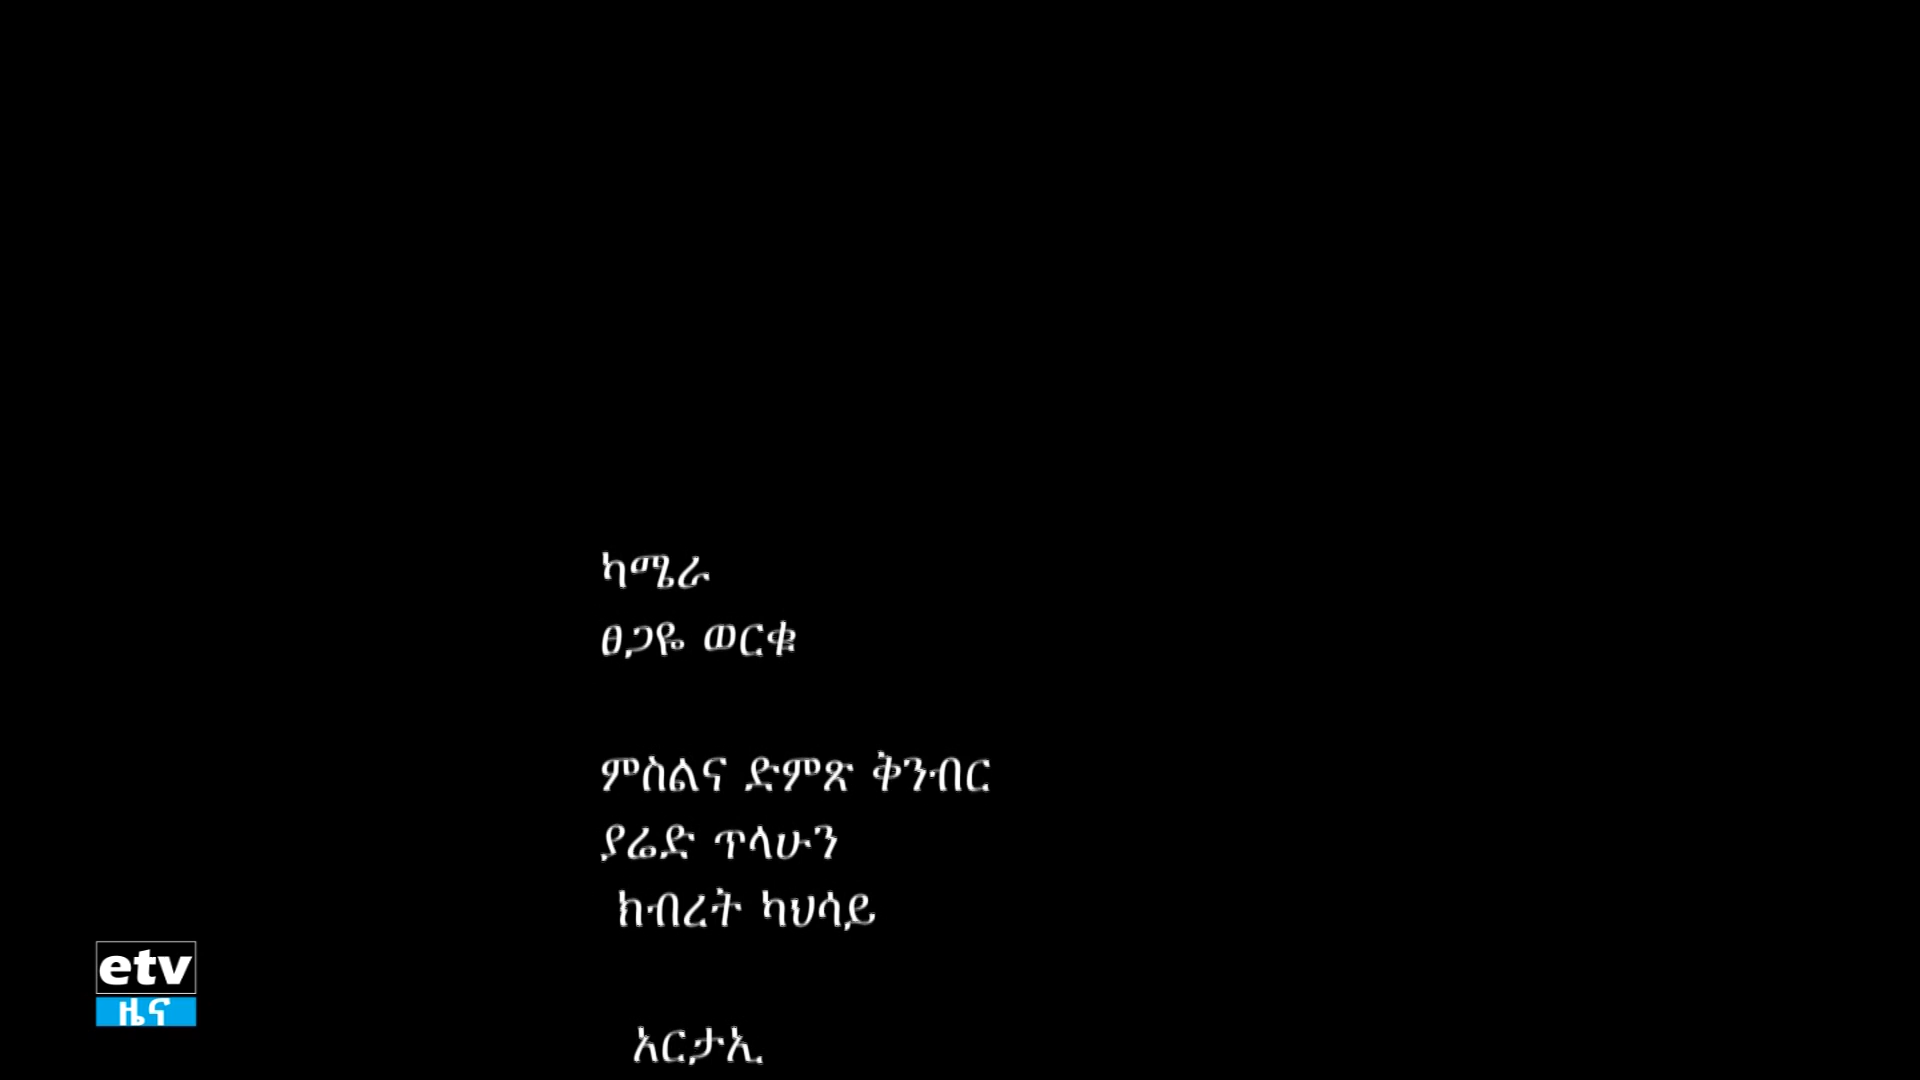 ካሜራ
ፀጋዬ ወርቁ
ምስልና ድምጽ ቅንብር
ያሬድ ጥላሁን
ክብረት ካህሳይ
አርታኢ
etv
ዜና